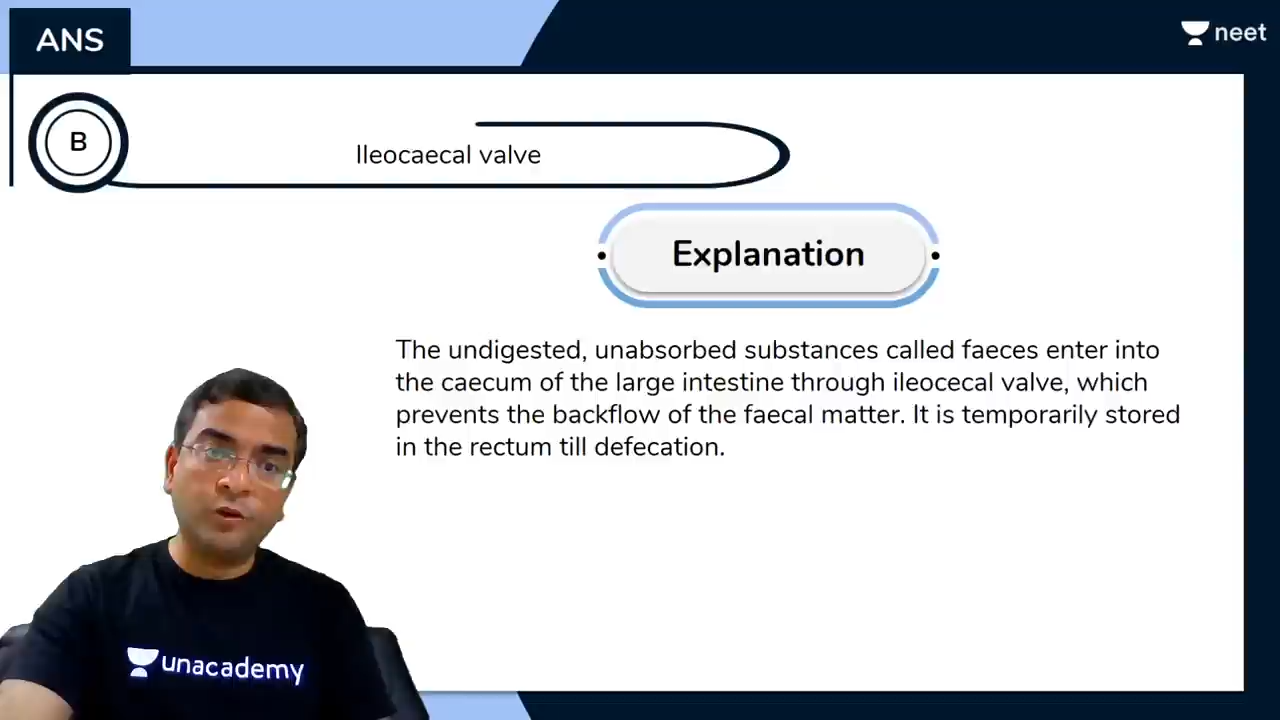 ANS
neet
B
Ileocaecal valve
Explanation
The undigested, unabsorbed substances called faeces enter into
the caecum of the large intestine through ileocecal valve, which
prevents the backflow of the faecal matter. It is temporarily stored
in the rectum till defecation.
unacademy